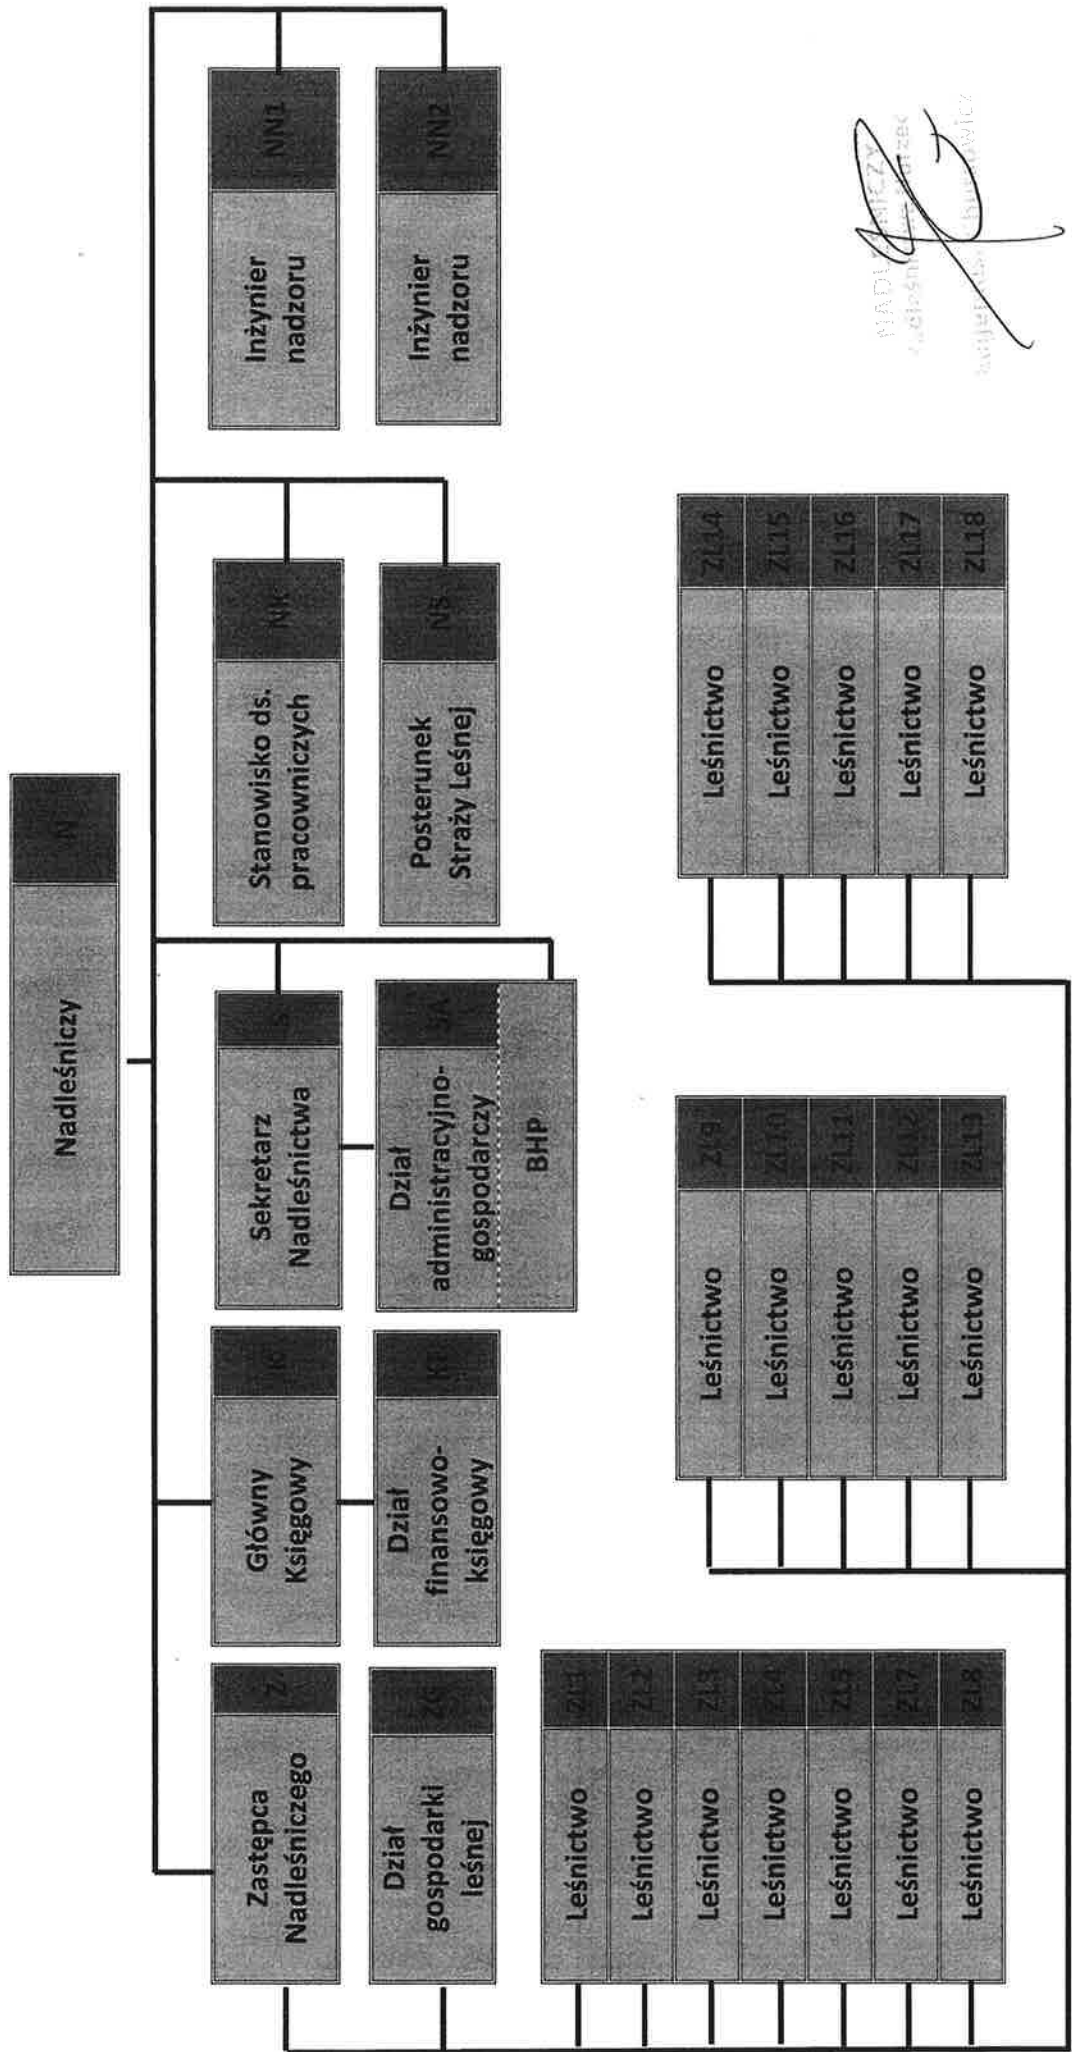 Nadleśniczy
N
Zastępca
Nadleśniczego
Z
Główny
Księgowy
K
Sekretarz
Nadleśnictwa
S
Stanowisko ds.
pracowniczych
NK
Inżynier
nadzoru
NN1
Dział
gospodarki
leśnej
ZG
Dział
finansowo-
księgowy
Dział
administracyjno-
gospodarczy
SA
BHP
Posterunek
Straży Leśnej
NS
Inżynier
nadzoru
NN2
Leśnictwo ZL1
Leśnictwo ZL2
Leśnictwo ZL3
Leśnictwo ZL4
Leśnictwo ZL5
Leśnictwo ZL7
Leśnictwo ZL8
Leśnictwo ZL9
Leśnictwo ZL10
Leśnictwo ZL11
Leśnictwo ZL12
Leśnictwo ZL13
Leśnictwo ZL14
Leśnictwo ZL15
Leśnictwo ZL16
Leśnictwo ZL17
Leśnictwo ZL18